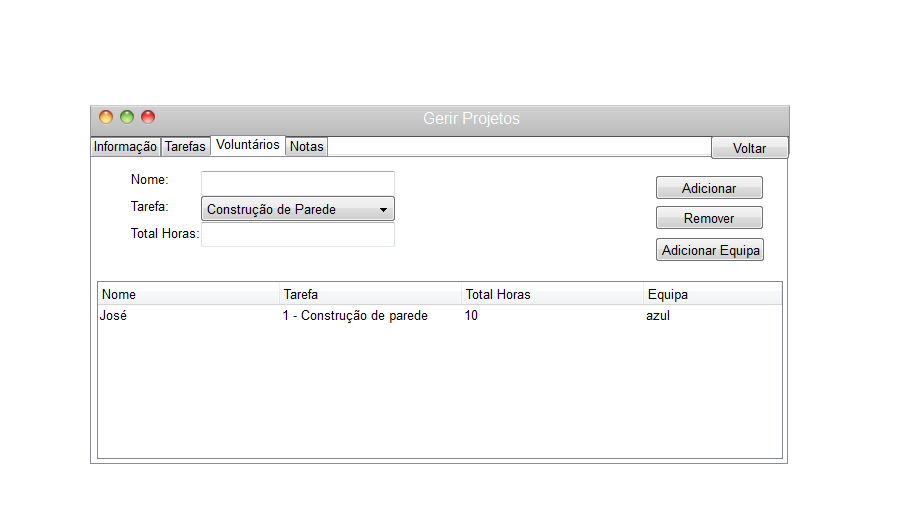 Gerir Projetos
Informação Tarefas Voluntários Notas Voltar
Nome: Adicionar
Tarefa: Construção de Parede Remover
Total Horas: Adicionar Equipa
Nome Tarefa Total Horas Equipa
José 1 - Construção de parede 10 azul